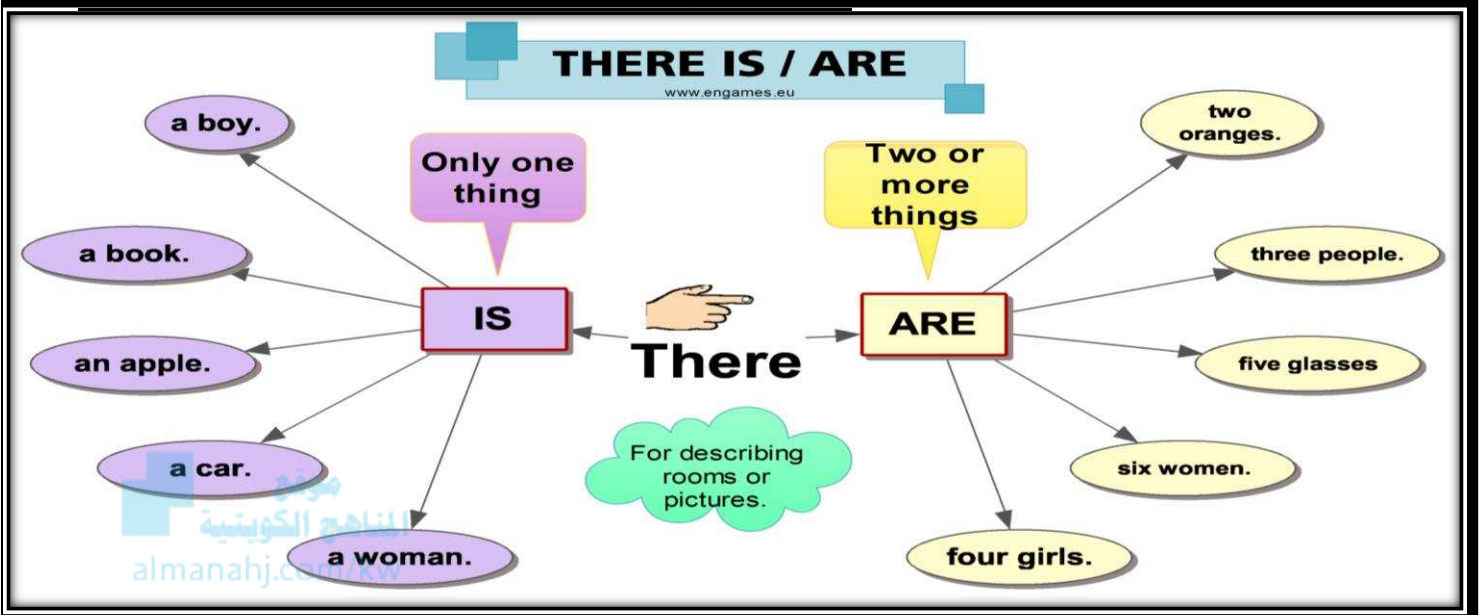 THERE IS / ARE
www.engames.eu
a boy.
Only one
thing
Two or
more
things
two
oranges.
a book.
three people.
IS
ARE
There
an apple.
five glasses
For describing
rooms or
pictures.
a car.
six women.
موقع
المناهج الكويتية
almanahj.com/kw
a woman.
four girls.